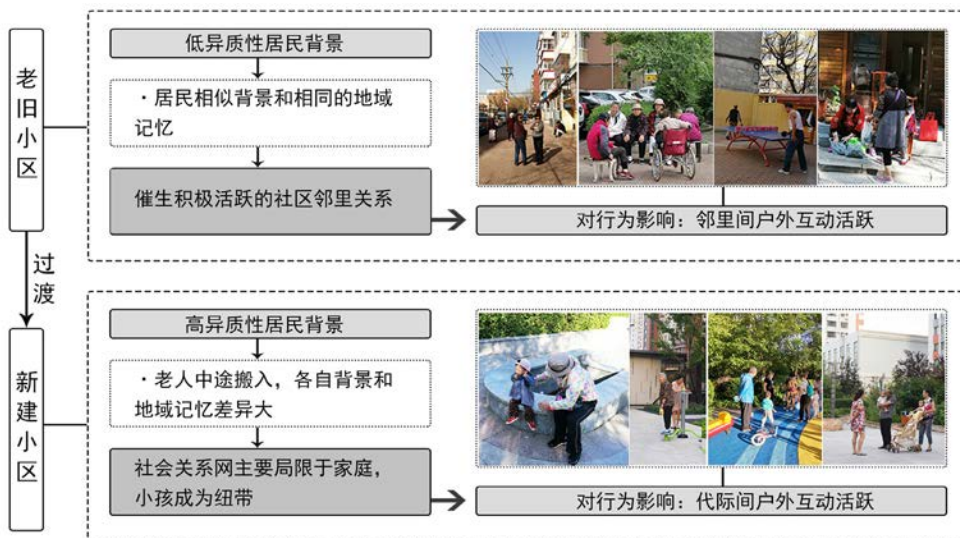 老旧小区
低异质性居民背景
·居民相似背景和相同的地域
记忆
催生积极活跃的社区邻里关系
对行为影响：邻里间户外互动活跃
过渡
新建小区
高异质性居民背景
·老人中途搬入，各自背景和
地域记忆差异大
社会关系网主要局限于家庭，
小孩成为纽带
对行为影响：代际间户外互动活跃